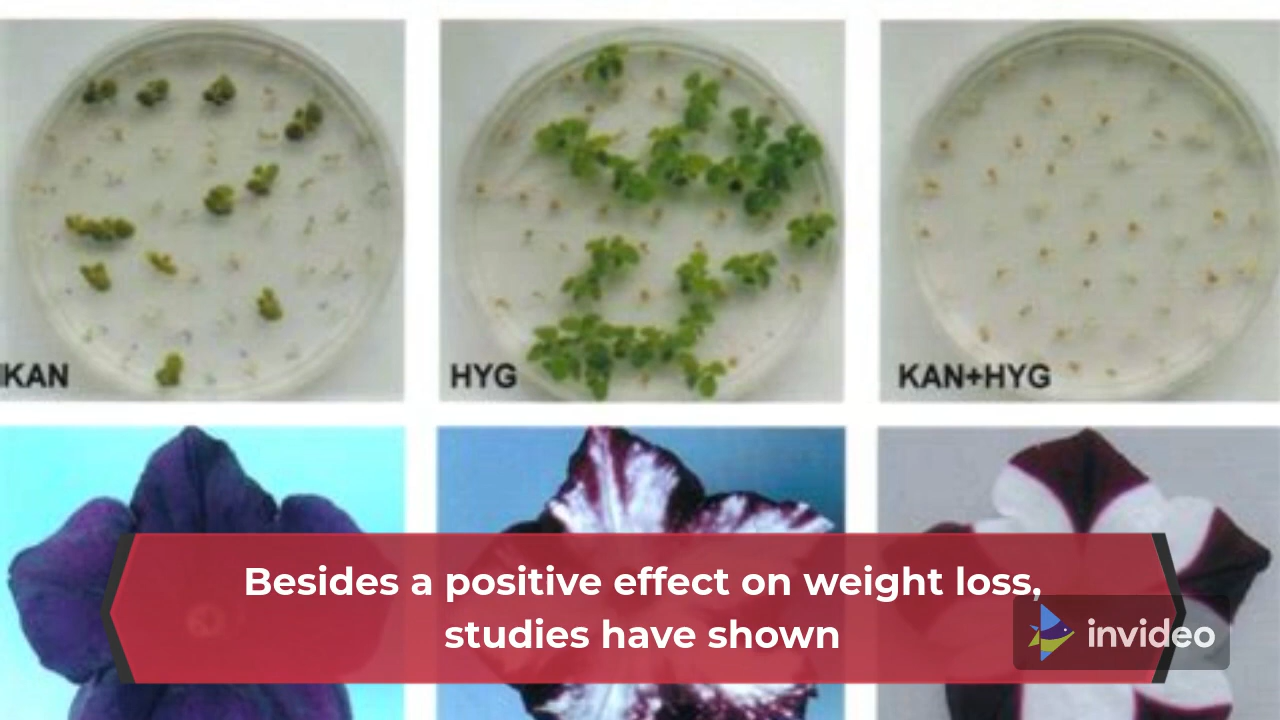 KAN
HYG
KAN+HYG
Besides a positive effect on weight loss,
studies have shown
invideo